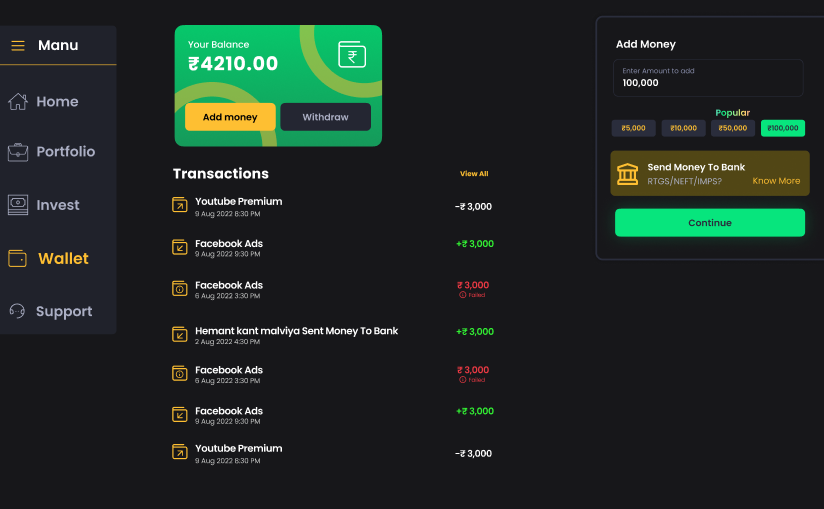 Manu
Home
Portfolio
Invest
Wallet
Support
Your Balance
₹4210.00
Add money
Withdraw
Transactions
View All
Youtube Premium
9 Aug 2022 8:30 PM
-₹ 3,000
Facebook Ads
9 Aug 2022 9:30 PM
+₹ 3,000
Facebook Ads
6 Aug 2022 3:30 PM
₹ 3,000
Failed
Hemant kant malviya Sent Money To Bank
2 Aug 2022 4:30 PM
+₹ 3,000
Facebook Ads
6 Aug 2022 3:30 PM
₹ 3,000
Failed
Facebook Ads
9 Aug 2022 9:30 PM
+₹ 3,000
Youtube Premium
9 Aug 2022 8:30 PM
-₹ 3,000
Add Money
Enter Amount to add
100,000
Popular
₹5,000
₹10,000
₹50,000
₹100,000
Send Money To Bank
RTGS/NEFT/IMPS?
Know More
Continue